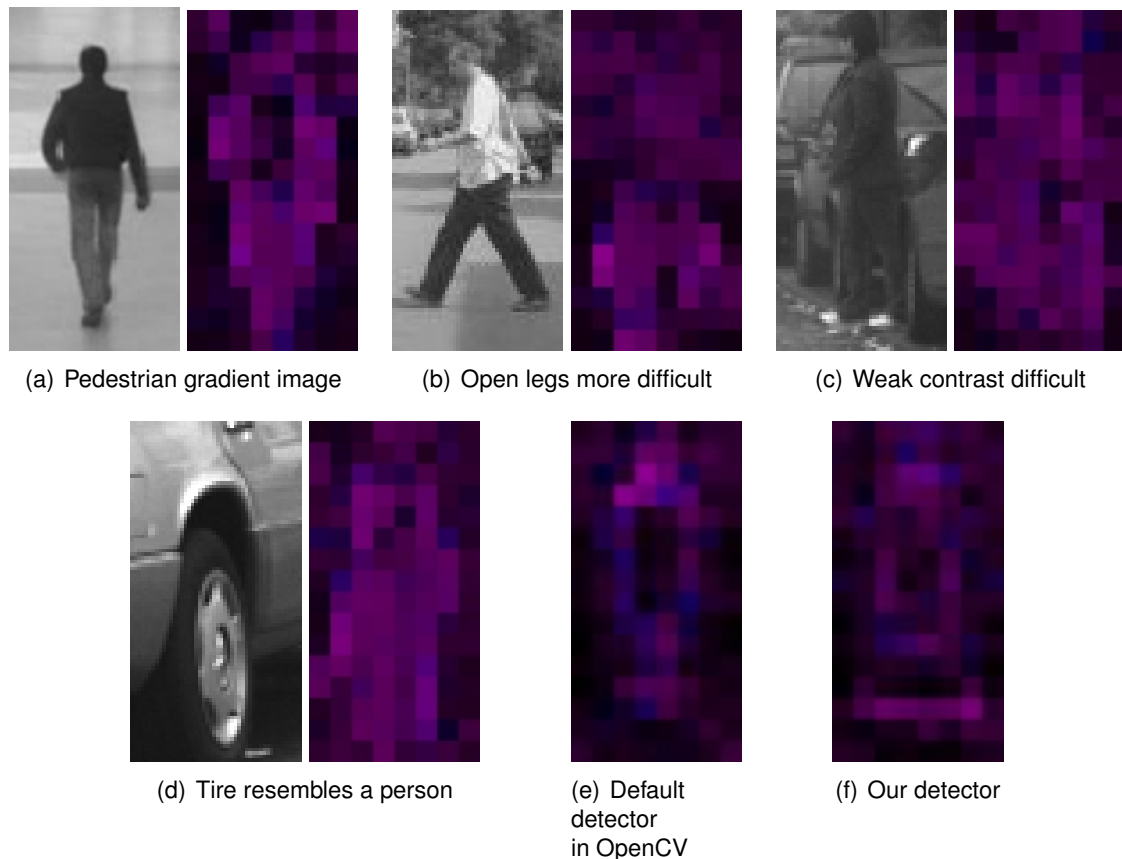 (a) Pedestrian gradient image
(b) Open legs more difficult
(c) Weak contrast difficult
(d) Tire resembles a person
(e) Default
detector
in OpenCV
(f) Our detector